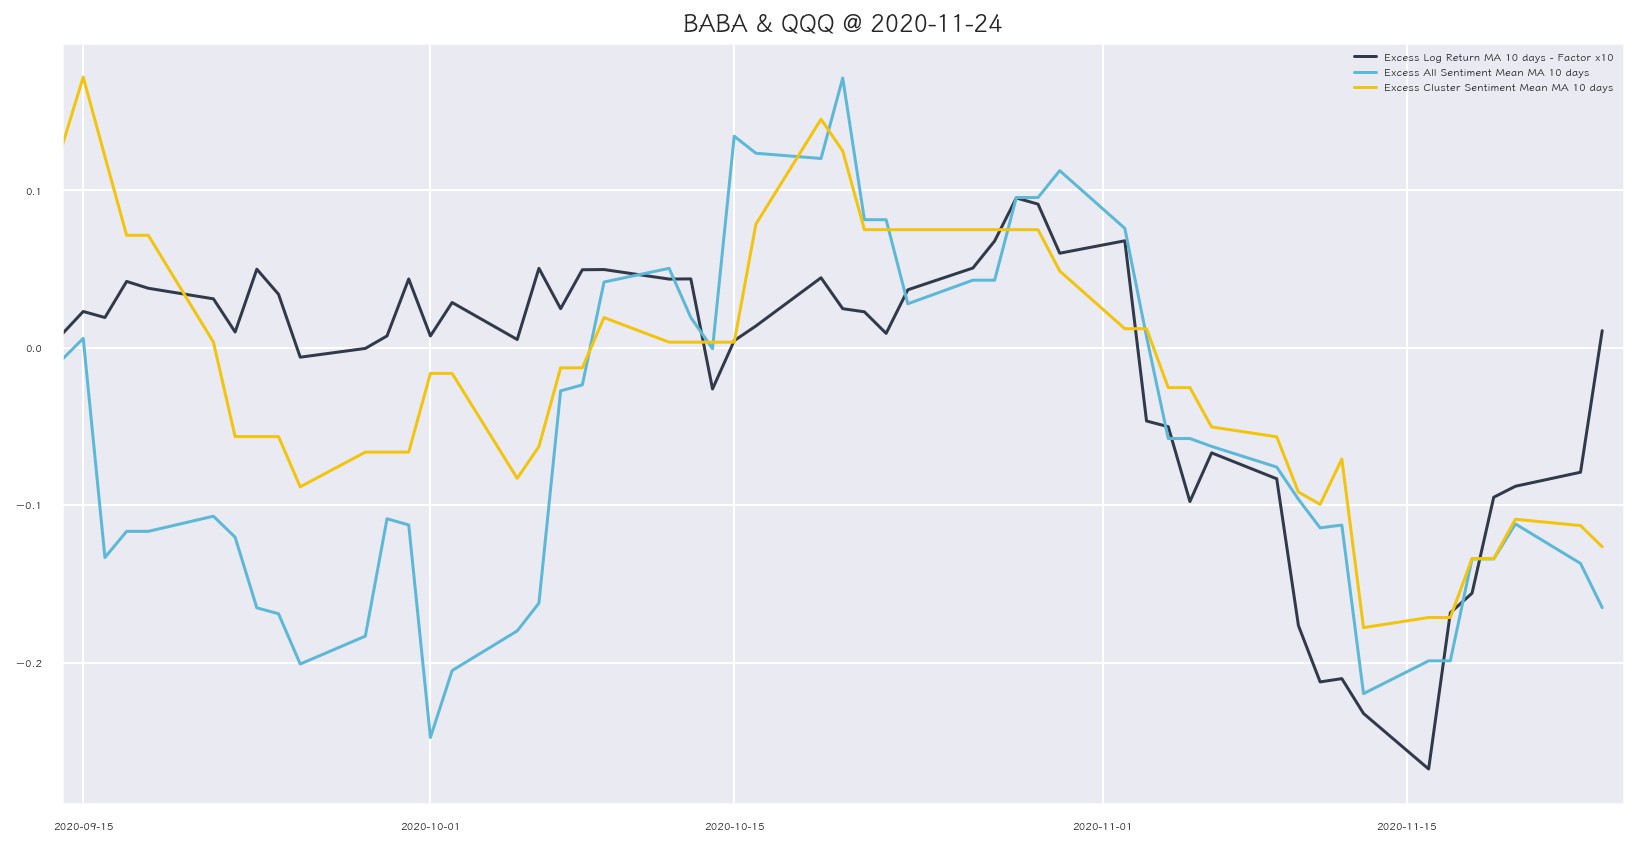 BABA & QQQ @ 2020-11-24
Excess Log Return MA 10 days - Factor x10
Excess All Sentiment Mean MA 10 days
Excess Cluster Sentiment Mean MA 10 days
0.1
0.0
−0.1
−0.2
2020-09-15
2020-10-01
2020-10-15
2020-11-01
2020-11-15